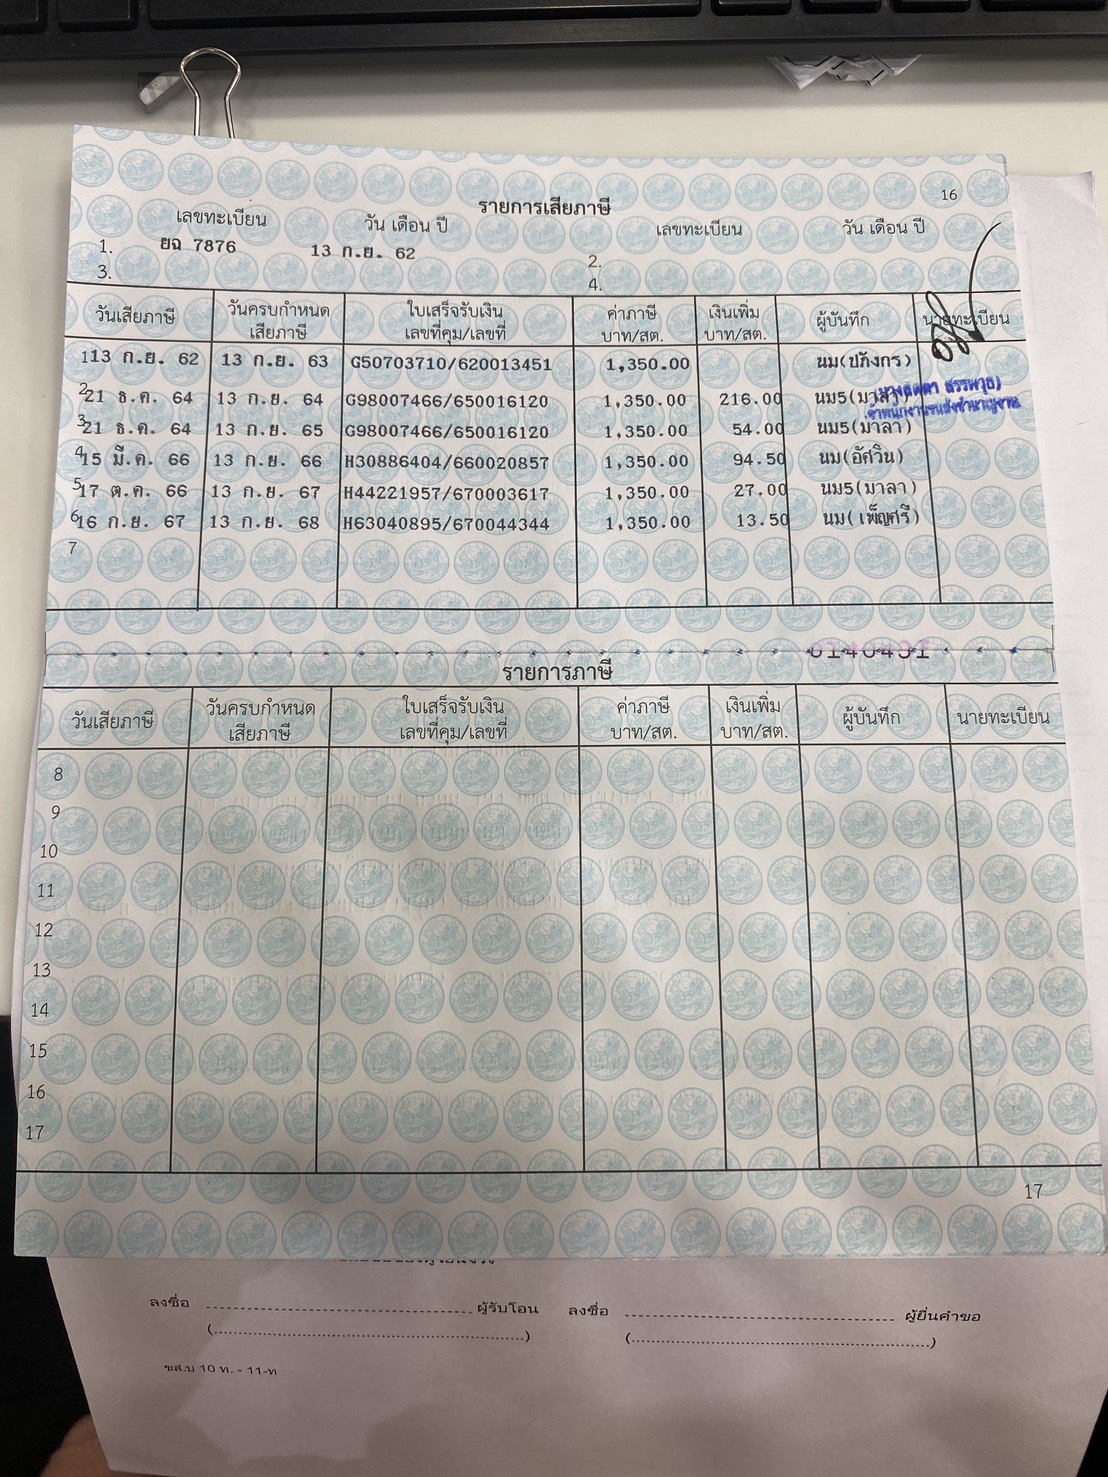 16
รายการเสียภาษี
เลขทะเบียน วัน เดือน ปี เลขทะเบียน วัน เดือน ปี
1. ยฉ 7876 13 ก.ย. 62 2.
3. 4.
วันเสียภาษี วันครบกำหนดเสียภาษี ใบเสร็จรับเงิน เลขที่คุม/เลขที่ ค่าภาษี บาท/สต. เงินเพิ่ม บาท/สต. ผู้บันทึก นายทะเบียน
1 13 ก.ย. 62 13 ก.ย. 63 G50703710/620013451 1,350.00 นม(ปภังกร)
2 21 ธ.ค. 64 13 ก.ย. 64 G98007466/650016120 1,350.00 216.00 นม5(มาลา)
3 21 ธ.ค. 64 13 ก.ย. 65 G98007466/650016120 1,350.00 54.00 นม5(มาลา)
4 15 มี.ค. 66 13 ก.ย. 66 H30886404/660020857 1,350.00 94.50 นม(อัศวิน)
5 17 ต.ค. 66 13 ก.ย. 67 H44221957/670003617 1,350.00 27.00 นม5(มาลา)
6 16 ก.ย. 67 13 ก.ย. 68 H63040895/670044344 1,350.00 13.50 นม(เพ็ญศรี)
7
รายการภาษี
วันเสียภาษี วันครบกำหนดเสียภาษี ใบเสร็จรับเงิน เลขที่คุม/เลขที่ ค่าภาษี บาท/สต. เงินเพิ่ม บาท/สต. ผู้บันทึก นายทะเบียน
8
9
10
11
12
13
14
15
16
17
17
ลงชื่อ ผู้รับโอน ลงชื่อ ผู้ยื่นคำขอ
(......) (......)
ขส.บ 10 ท. - 11-ท